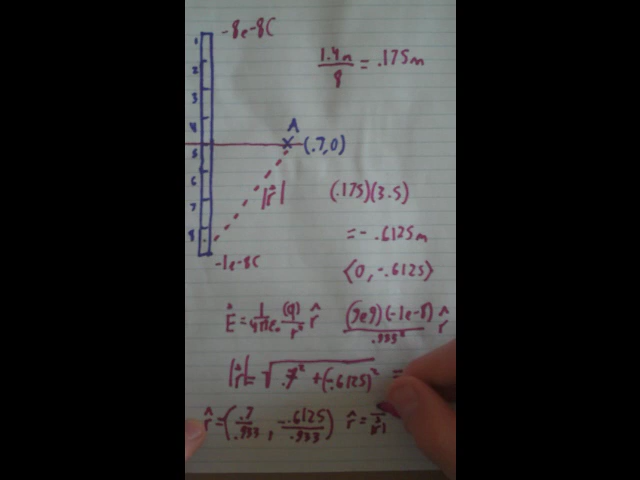 -8e-8C
1
2
3
4
5
6
7
8
1.4m/8 = .175m
A
(.7,0)
|r⃗|
(.175)(3.5)
= -.6125m
⟨0, -.6125⟩
-1e-8C
E⃗ = 1/4πε₀ (q)/r² r̂
(9e9)(-1e-8)/.933² r̂
|r⃗| = √.7² + (-.6125)² =
r̂ = (.7/.933, -.6125/.933) r̂ = r⃗/|r⃗|